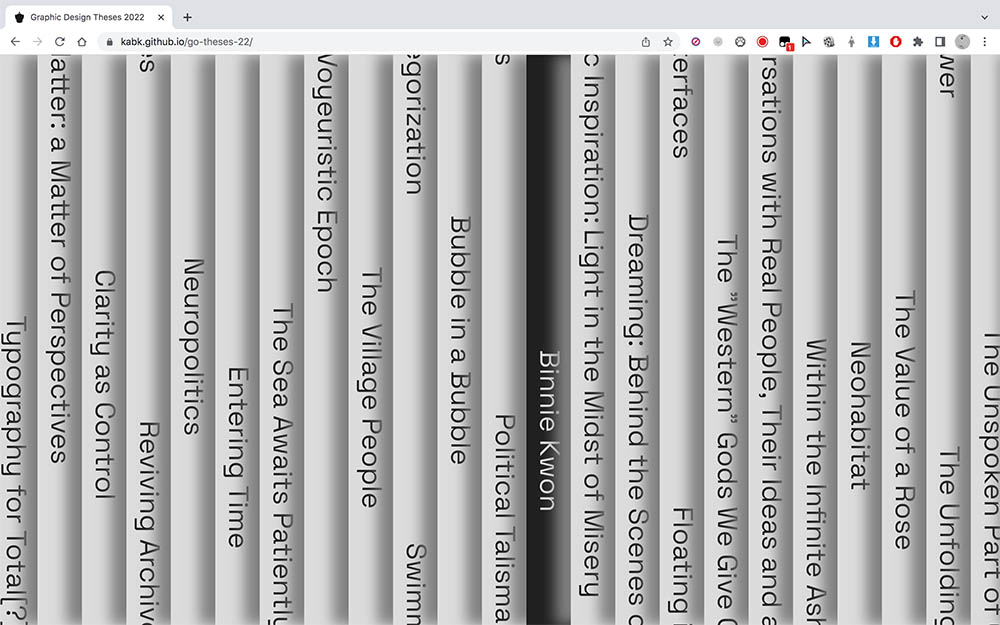 Graphic Design Theses 2022
kabk.github.io/go-theses-22/
1
Typography for Total[?]
atter: a Matter of Perspectives
Clarity as Control
es
Reviving Archiv
Neuropolitics
Entering Time
The Sea Awaits Patiently
Voyeuristic Epoch
The Village People
egorization
Swimm
Bubble in a Bubble
s
Political Talisma
Binnie Kwon
c Inspiration: Light in the Midst of Misery
Dreaming: Behind the Scenes o
erfaces
Floating i
The ”Western” Gods We Give
rsations with Real People, Their Ideas and a
Within the Infinite Ash
Neohabitat
The Value of a Rose
wer
The Unfolding
The Unspoken Part of